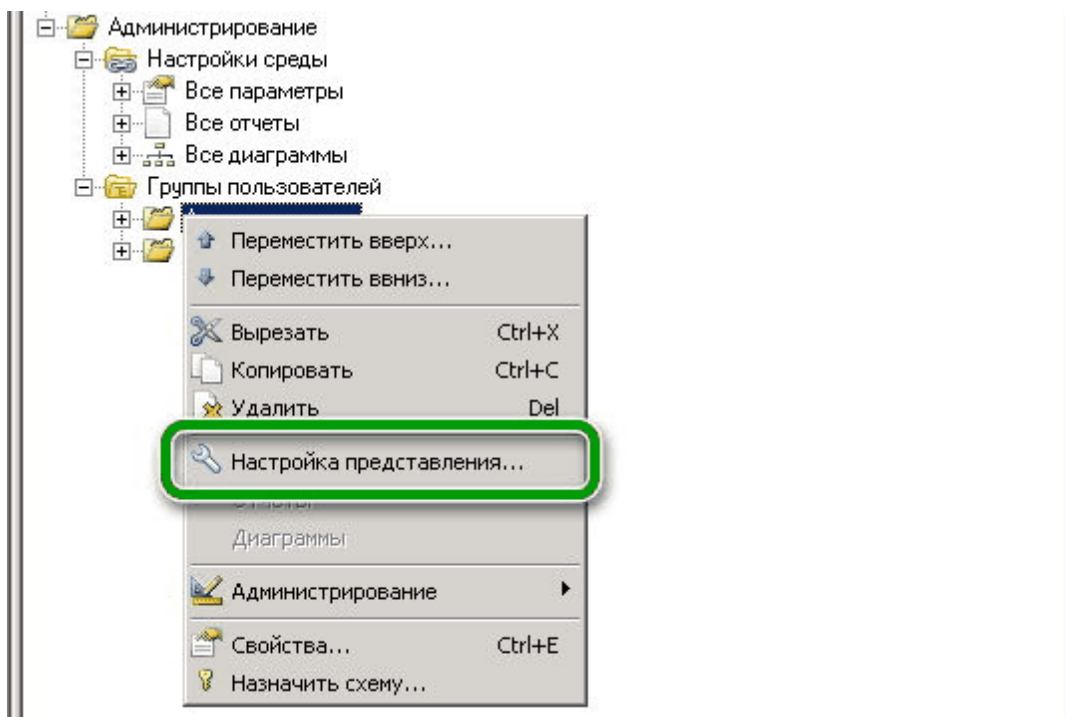 Администрирование
Настройки среды
Все параметры
Все отчеты
Все диаграммы
Группы пользователей
Переместить вверх...
Переместить ввниз...
Вырезать Ctrl+X
Копировать Ctrl+C
Удалить Del
Настройка представления...
Отчеты
Диаграммы
Администрирование
Свойства... Ctrl+E
Назначить схему...